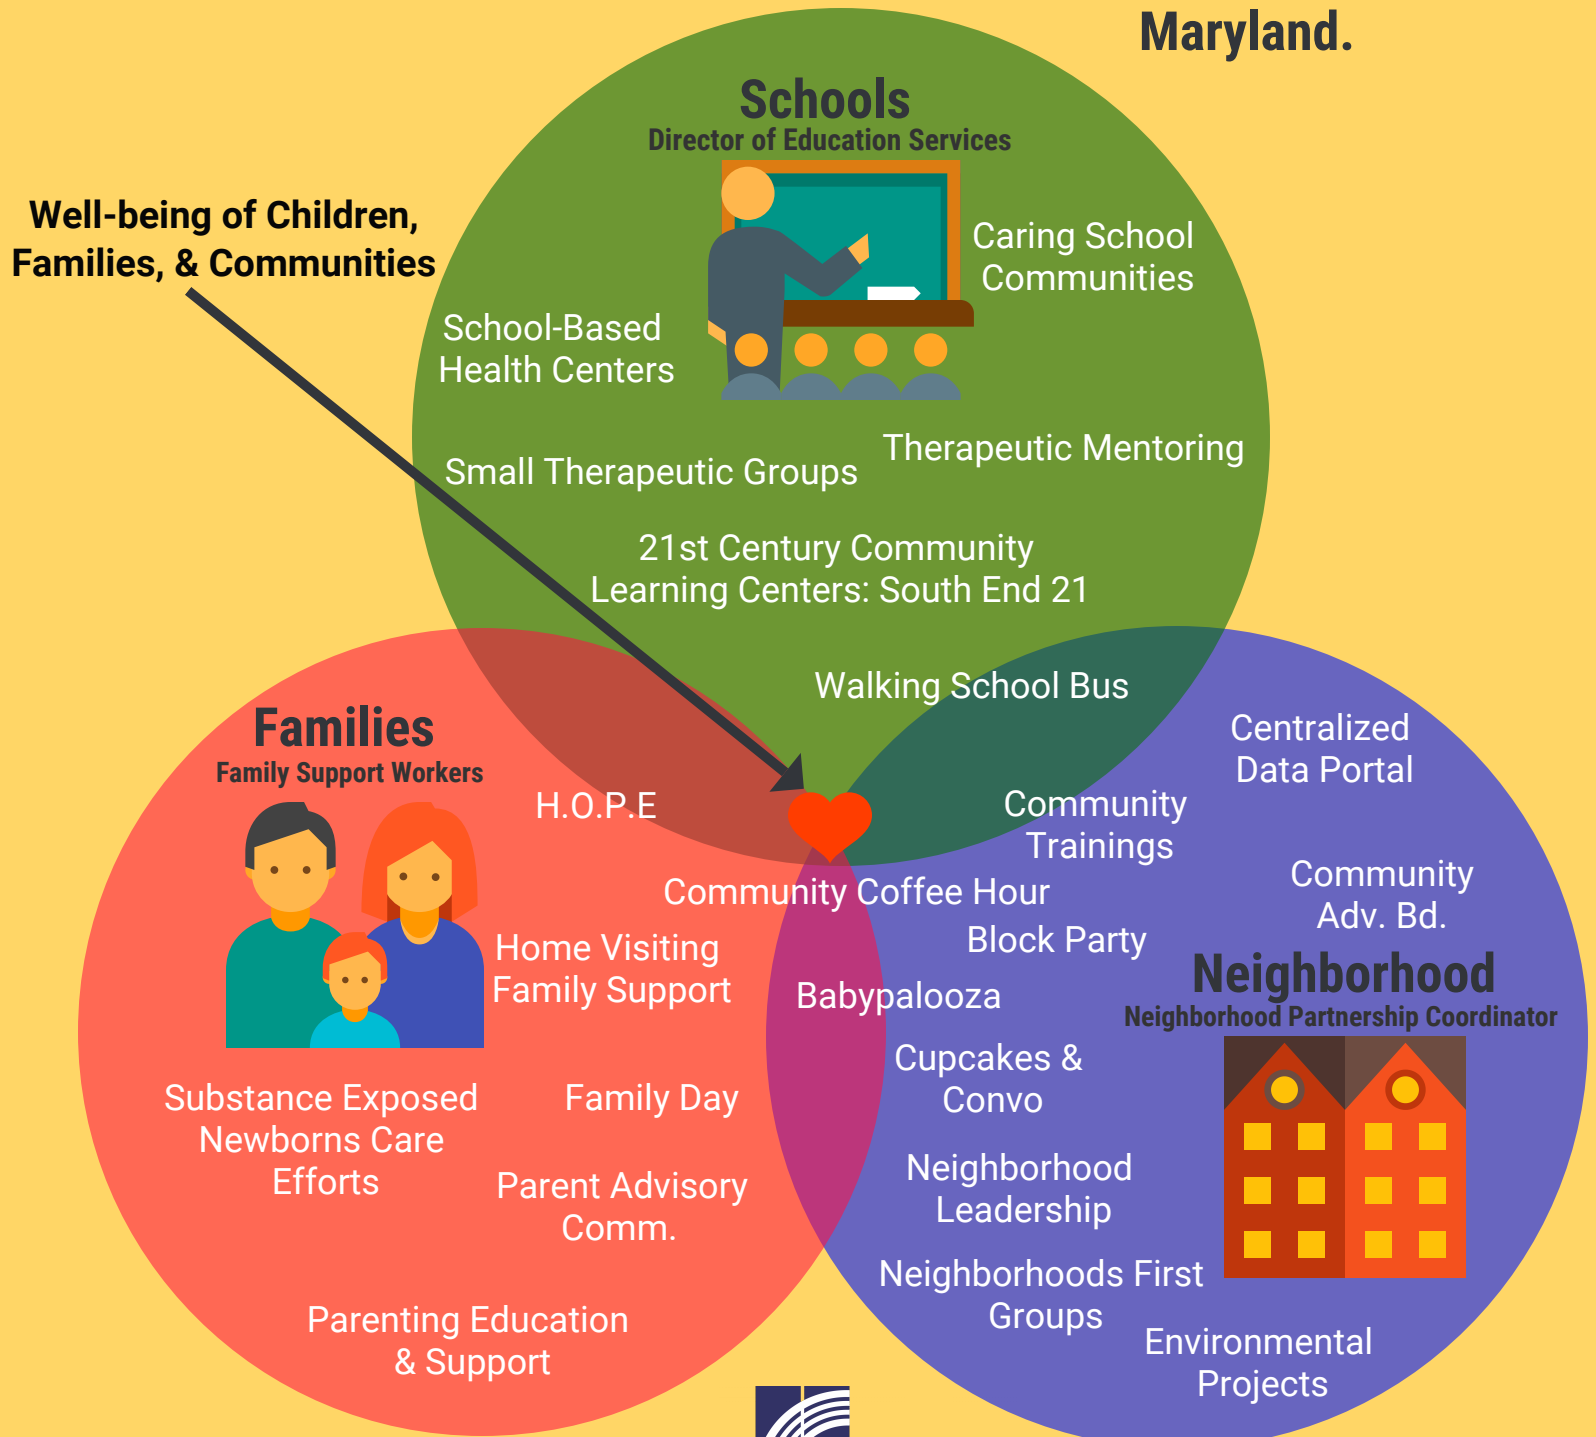 Maryland.
Schools
Director of Education Services
Well-being of Children,
Families, & Communities
Caring School
Communities
School-Based
Health Centers
Therapeutic Mentoring
Small Therapeutic Groups
21st Century Community
Learning Centers: South End 21
Walking School Bus
Families
Family Support Workers
H.O.P.E
Centralized
Data Portal
Community
Trainings
Community
Adv. Bd.
Community Coffee Hour
Block Party
Home Visiting
Family Support
Babypalooza
Neighborhood
Neighborhood Partnership Coordinator
Cupcakes &
Convo
Substance Exposed
Newborns Care
Efforts
Family Day
Parent Advisory
Comm.
Neighborhood
Leadership
Neighborhoods First
Groups
Parenting Education
& Support
Environmental
Projects